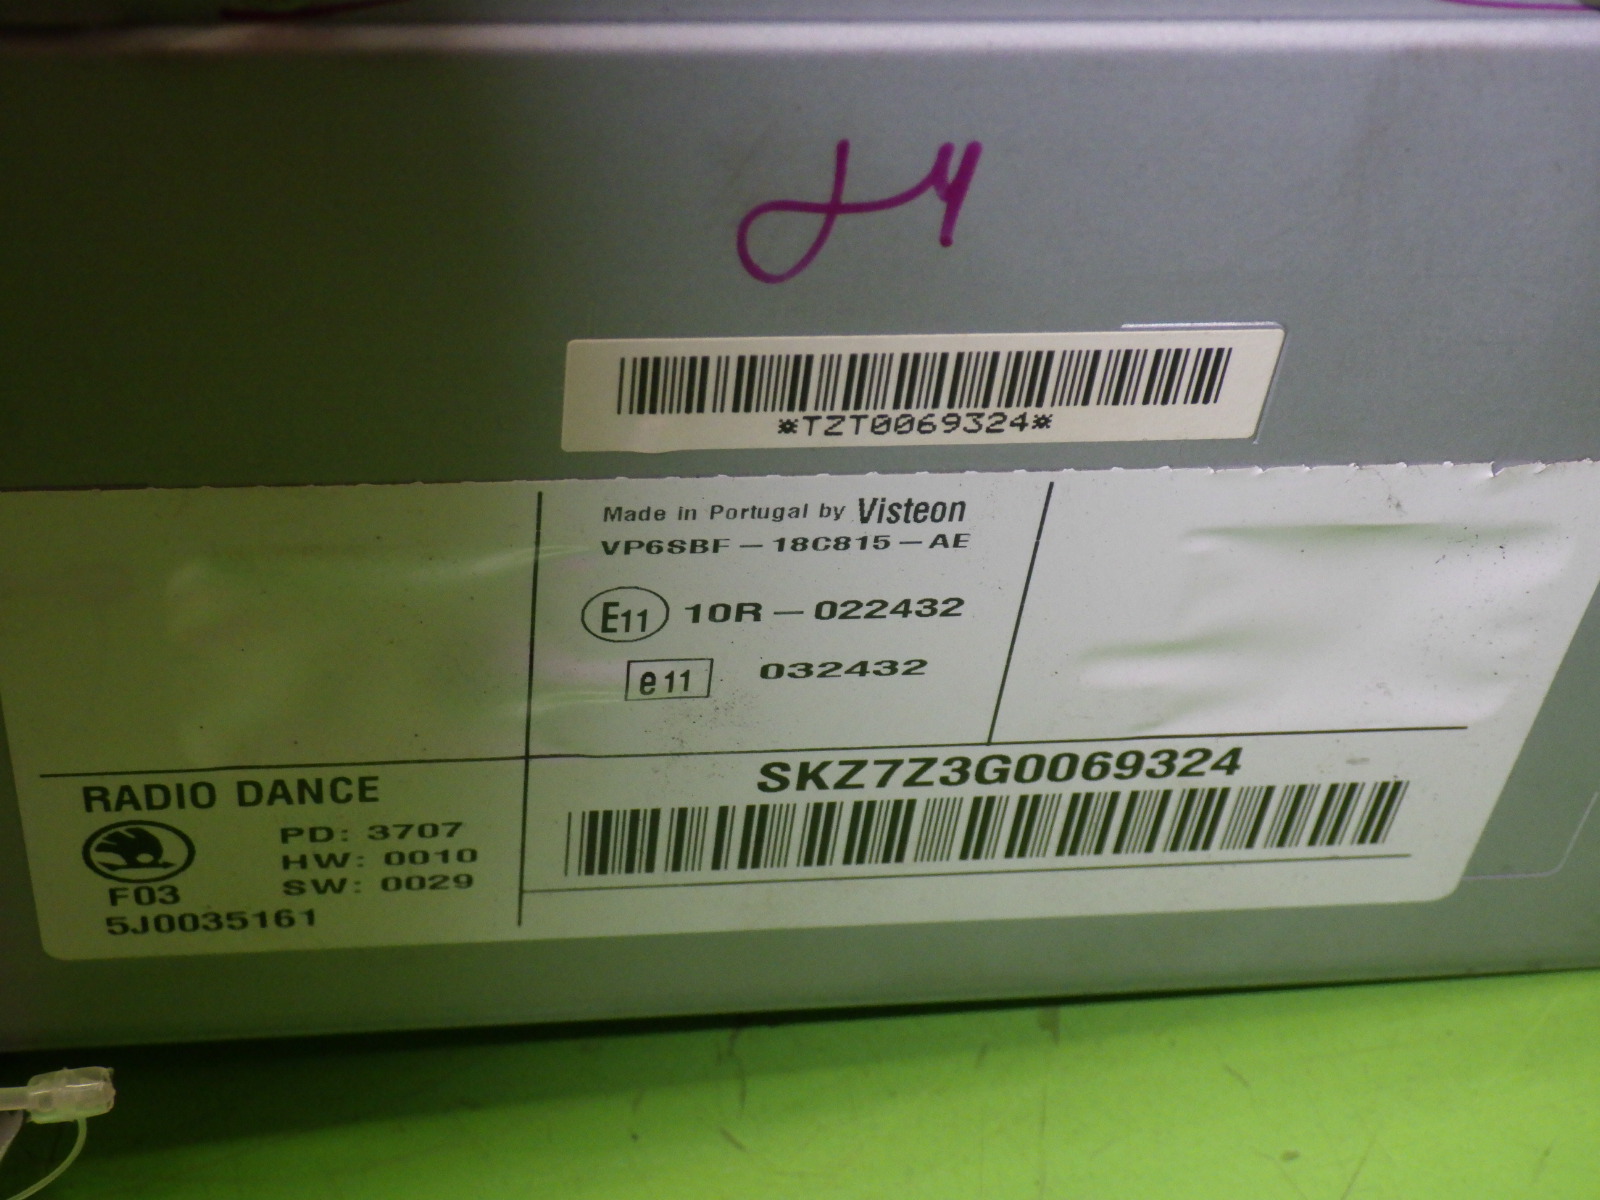 *TZT0069324*
Made in Portugal by Visteon
VP6SBF-18C815-AE
E11 10R-022432
e11 032432
RADIO DANCE
PD: 3707
HW: 0010
SW: 0029
F03
5J0035161
SKZ7Z3G0069324